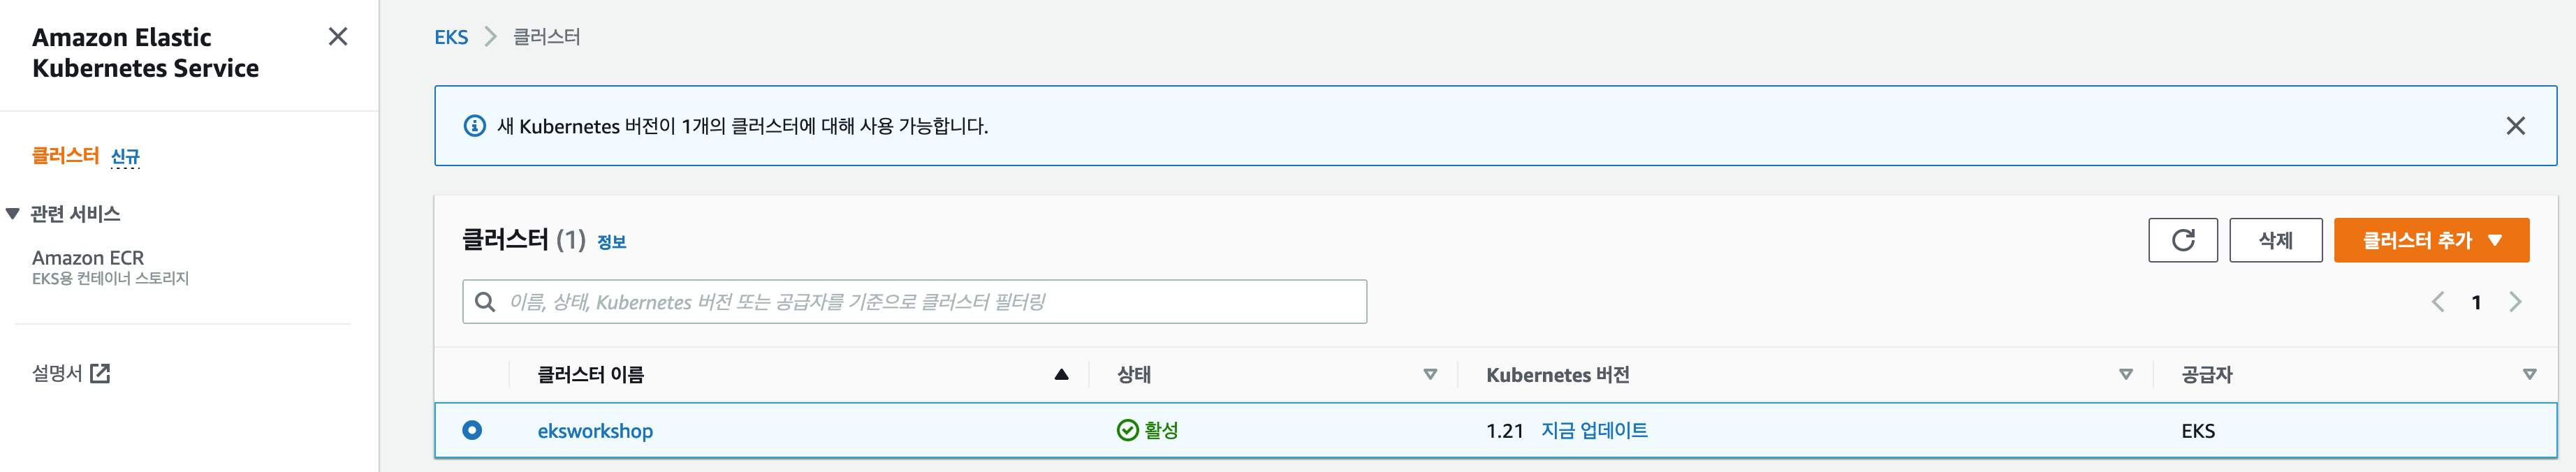 Amazon Elastic
Kubernetes Service
클러스터 신규
관련 서비스
Amazon ECR
EKS용 컨테이너 스토리지
설명서
EKS 클러스터
새 Kubernetes 버전이 1개의 클러스터에 대해 사용 가능합니다.
클러스터 (1) 정보
삭제
클러스터 추가
이름, 상태, Kubernetes 버전 또는 공급자를 기준으로 클러스터 필터링
1
클러스터 이름 상태 Kubernetes 버전 공급자
eksworkshop 활성 1.21 지금 업데이트 EKS